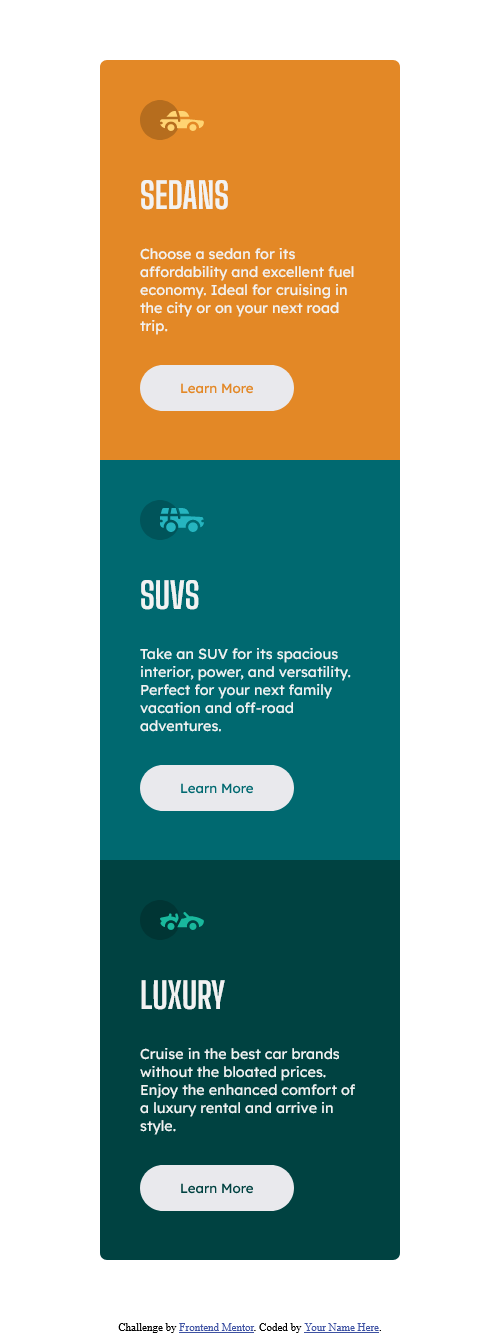 SEDANS
Choose a sedan for its
affordability and excellent fuel
economy. Ideal for cruising in
the city or on your next road
trip.
Learn More
SUVS
Take an SUV for its spacious
interior, power, and versatility.
Perfect for your next family
vacation and off-road
adventures.
Learn More
LUXURY
Cruise in the best car brands
without the bloated prices.
Enjoy the enhanced comfort of
a luxury rental and arrive in
style.
Learn More
Challenge by Frontend Mentor. Coded by Your Name Here.